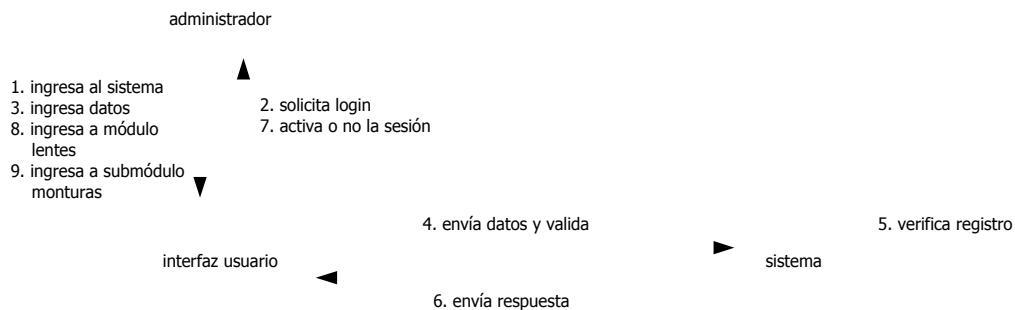 administrador
1. ingresa al sistema
3. ingresa datos
8. ingresa a módulo
lentes
9. ingresa a submódulo
monturas
2. solicita login
7. activa o no la sesión
4. envía datos y valida
5. verifica registro
interfaz usuario
sistema
6. envía respuesta